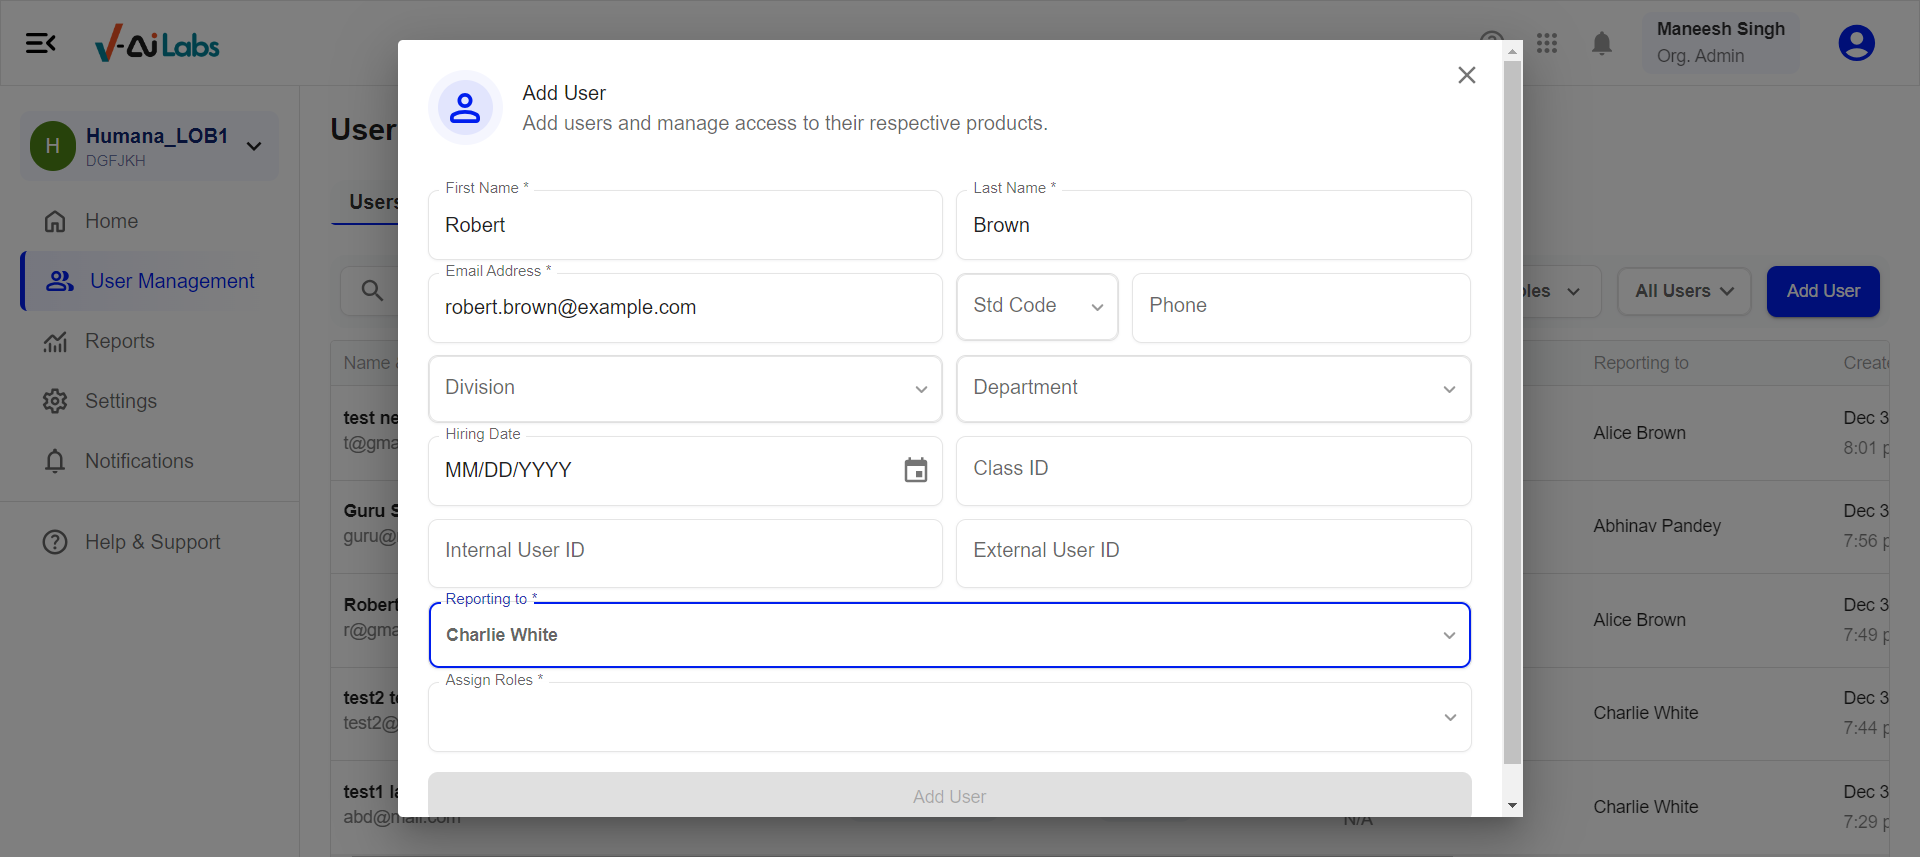 V-Ai Labs
Maneesh Singh
Org. Admin
H
Humana_LOB1
DGFJKH
Home
User Management
Reports
Settings
Notifications
Help & Support
User
Users
All Users
Add User
Name
Reporting to
test ne
t@gma
Alice Brown
Dec 3
8:01 p
Guru S
guru@
Abhinav Pandey
Dec 3
7:56 p
Robert
r@gma
Alice Brown
Dec 3
7:49 p
test2 t
test2@
Charlie White
Dec 3
7:44 p
test1 la
abd@mail.com
N/A
Charlie White
Dec 3
7:29 p
Add User
Add users and manage access to their respective products.
First Name *
Robert
Last Name *
Brown
Email Address *
robert.brown@example.com
Std Code
Phone
Division
Department
Hiring Date
MM/DD/YYYY
Class ID
Internal User ID
External User ID
Reporting to *
Charlie White
Assign Roles *
Add User